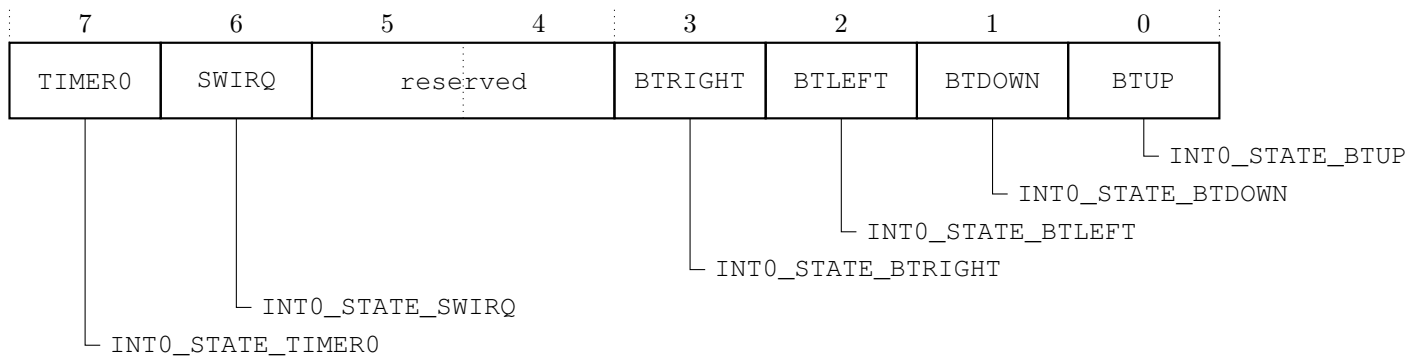 7 6 5 4 3 2 1 0
TIMER0 SWIRQ reserved BTRIGHT BTLEFT BTDOWN BTUP
INT0_STATE_BTUP
INT0_STATE_BTDOWN
INT0_STATE_BTLEFT
INT0_STATE_BTRIGHT
INT0_STATE_SWIRQ
INT0_STATE_TIMER0